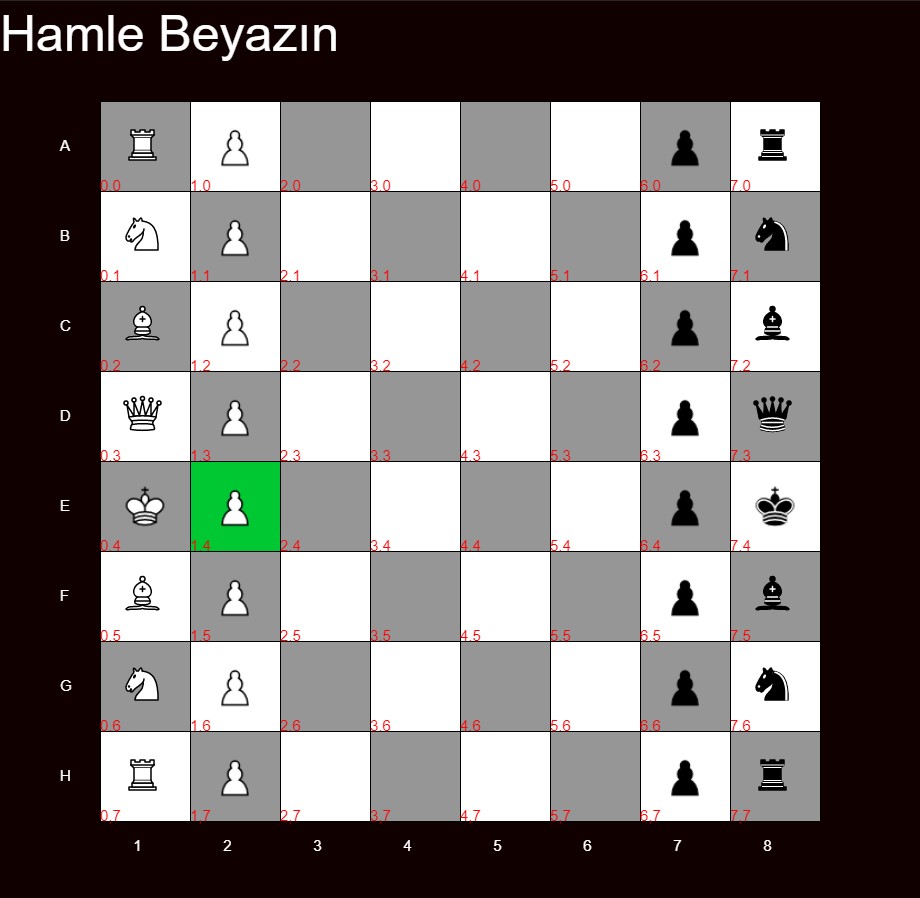 Hamle Beyazın
A
0.0 1.0 2.0 3.0 4.0 5.0 6.0 7.0
B
0.1 1.1 2.1 3.1 4.1 5.1 6.1 7.1
C
0.2 1.2 2.2 3.2 4.2 5.2 6.2 7.2
D
0.3 1.3 2.3 3.3 4.3 5.3 6.3 7.3
E
0.4 1.4 2.4 3.4 4.4 5.4 6.4 7.4
F
0.5 1.5 2.5 3.5 4.5 5.5 6.5 7.5
G
0.6 1.6 2.6 3.6 4.6 5.6 6.6 7.6
H
0.7 1.7 2.7 3.7 4.7 5.7 6.7 7.7
1 2 3 4 5 6 7 8